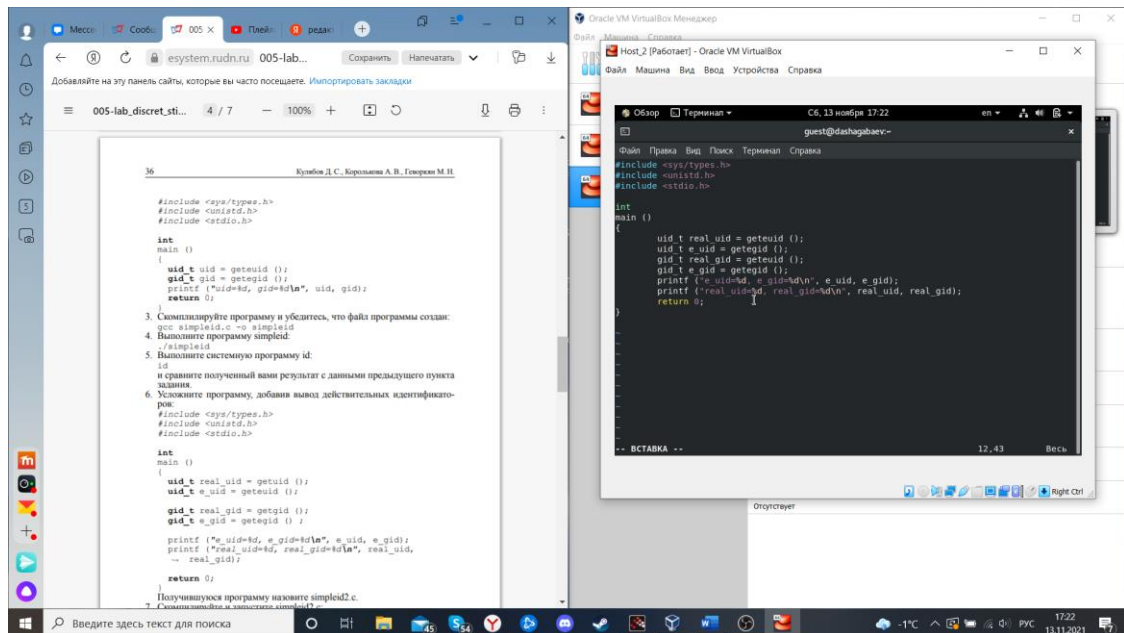 Мессе
Сообщ
005
Плейл
редакт
esystem.rudn.ru 005-lab...
Сохранить
Напечатать
Добавляйте на эту панель сайты, которые вы часто посещаете. Импортировать закладки
005-lab_discret_sti...
4 / 7
100%
36
Кулябов Д. С., Королькова А. В., Геворкян М. Н.
#include <sys/types.h>
#include <unistd.h>
#include <stdio.h>
int
main ()
{
uid_t uid = geteuid ();
gid_t gid = getegid ();
printf ("uid=%d, gid=%d\n", uid, gid);
return 0;
}
3. Скомплилируйте программу и убедитесь, что файл программы создан:
gcc simpleid.c -o simpleid
4. Выполните программу simpleid:
./simpleid
5. Выполните системную программу id:
id
и сравните полученный вами результат с данными предыдущего пункта
задания.
6. Усложните программу, добавив вывод действительных идентификато-
ров:
#include <sys/types.h>
#include <unistd.h>
#include <stdio.h>
int
main ()
{
uid_t real_uid = getuid ();
uid_t e_uid = geteuid ();
gid_t real_gid = getgid ();
gid_t e_gid = getegid () ;
printf ("e_uid=%d, e_gid=%d\n", e_uid, e_gid);
printf ("real_uid=%d, real_gid=%d\n", real_uid,
real_gid);
return 0;
}
Получившуюся программу назовите simpleid2.c.
7. Скомпилируйте и запустите simpleid2.c:
Oracle VM VirtualBox Менеджер
Файл Машина Справка
Host_2 [Работает] - Oracle VM VirtualBox
Файл Машина Вид Ввод Устройства Справка
Обзор
Терминал
Сб, 13 ноября 17:22
en
guest@dashagabaev:~
Файл Правка Вид Поиск Терминал Справка
#include <sys/types.h>
#include <unistd.h>
#include <stdio.h>
int
main ()
{
uid_t real_uid = geteuid ();
uid_t e_uid = getegid ();
gid_t real_gid = geteuid ();
gid_t e_gid = getegid ();
printf ("e_uid=%d, e_gid=%d\n", e_uid, e_gid);
printf ("real_uid=%d, real_gid=%d\n", real_uid, real_gid);
return 0;
}
~
~
~
~
~
~
~
~
-- ВСТАВКА --
12,43
Весь
Right Ctrl
Отсутствует
Введите здесь текст для поиска
45
54
-1°C
РУС
17:22
13.11.2021